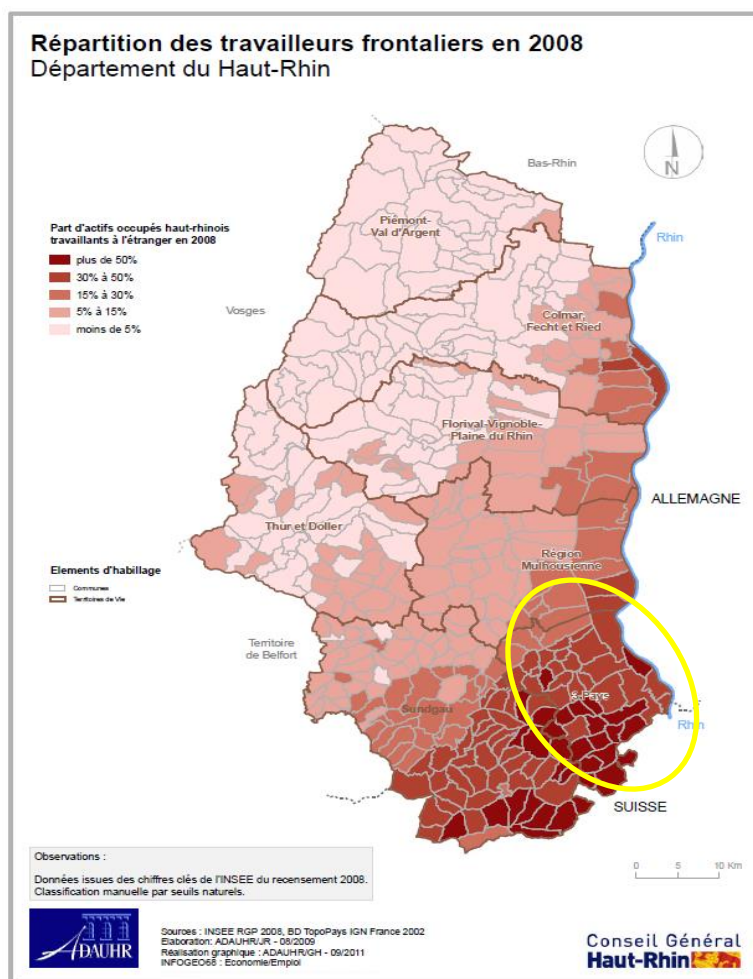 Répartition des travailleurs frontaliers en 2008
Département du Haut-Rhin
Bas-Rhin
N
Part d'actifs occupés haut-rhinois
travaillants à l'étranger en 2008
plus de 50%
30% à 50%
15% à 30%
5% à 15%
moins de 5%
Piémont-
Val d'Argent
Rhin
Vosges
Colmar,
Fecht et Ried
Florival-Vignoble-
Plaine du Rhin
ALLEMAGNE
Thur et Doller
Région
Mulhousienne
Elements d'habillage
Communes
Territoires de Vie
Territoire
de Belfort
3-Pays
Sundgau
Rhin
SUISSE
Observations :
Données issues des chiffres clés de l'INSEE du recensement 2008.
Classification manuelle par seuils naturels.
0 5 10 Km
ADAUHR
Sources : INSEE RGP 2008, BD TopoPays IGN France 2002
Elaboration: ADAUHR/JR - 08/2009
Réalisation graphique : ADAUHR/GH - 09/2011
INFOGEO68 : Economie/Emploi
Conseil Général
Haut-Rhin